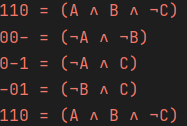 110 = (A ∧ B ∧ ¬C)
00- = (¬A ∧ ¬B)
0-1 = (¬A ∧ C)
-01 = (¬B ∧ C)
110 = (A ∧ B ∧ ¬C)